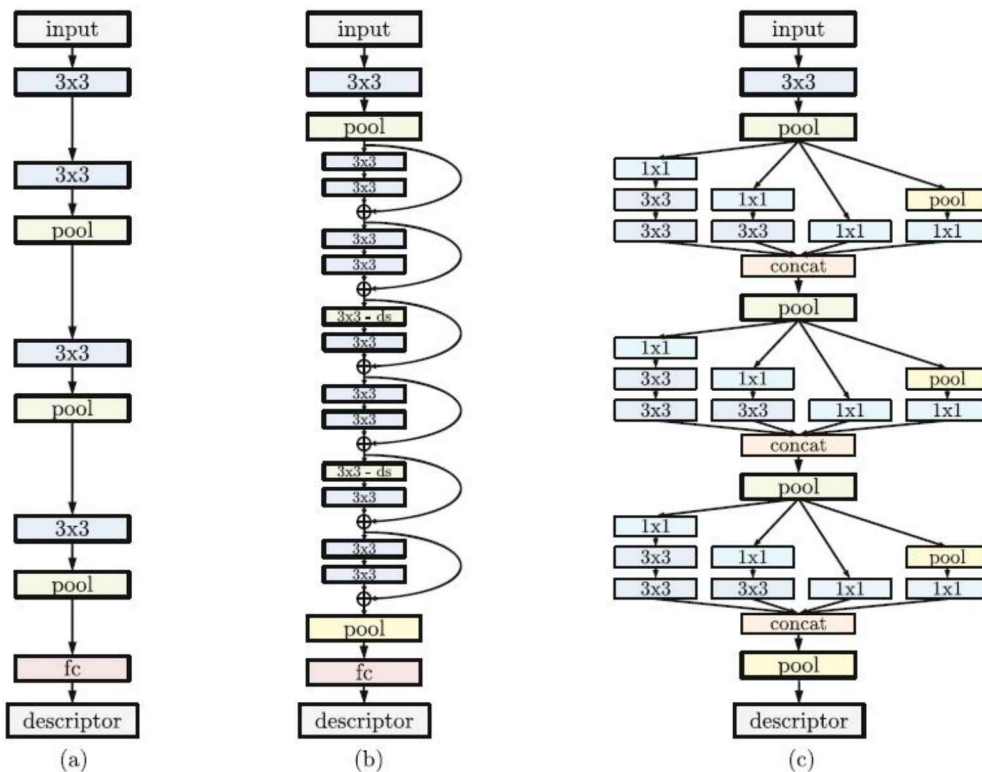 input
3x3
3x3
pool
3x3
pool
3x3
pool
fc
descriptor
(a)
input
3x3
pool
3x3
3x3
3x3
3x3
3x3 - ds
3x3
3x3
3x3
3x3 - ds
3x3
3x3
3x3
pool
fc
descriptor
(b)
input
3x3
pool
1x1
3x3 1x1 pool
3x3 3x3 1x1 1x1
concat
pool
1x1
3x3 1x1 pool
3x3 3x3 1x1 1x1
concat
pool
1x1
3x3 1x1 pool
3x3 3x3 1x1 1x1
concat
pool
descriptor
(c)